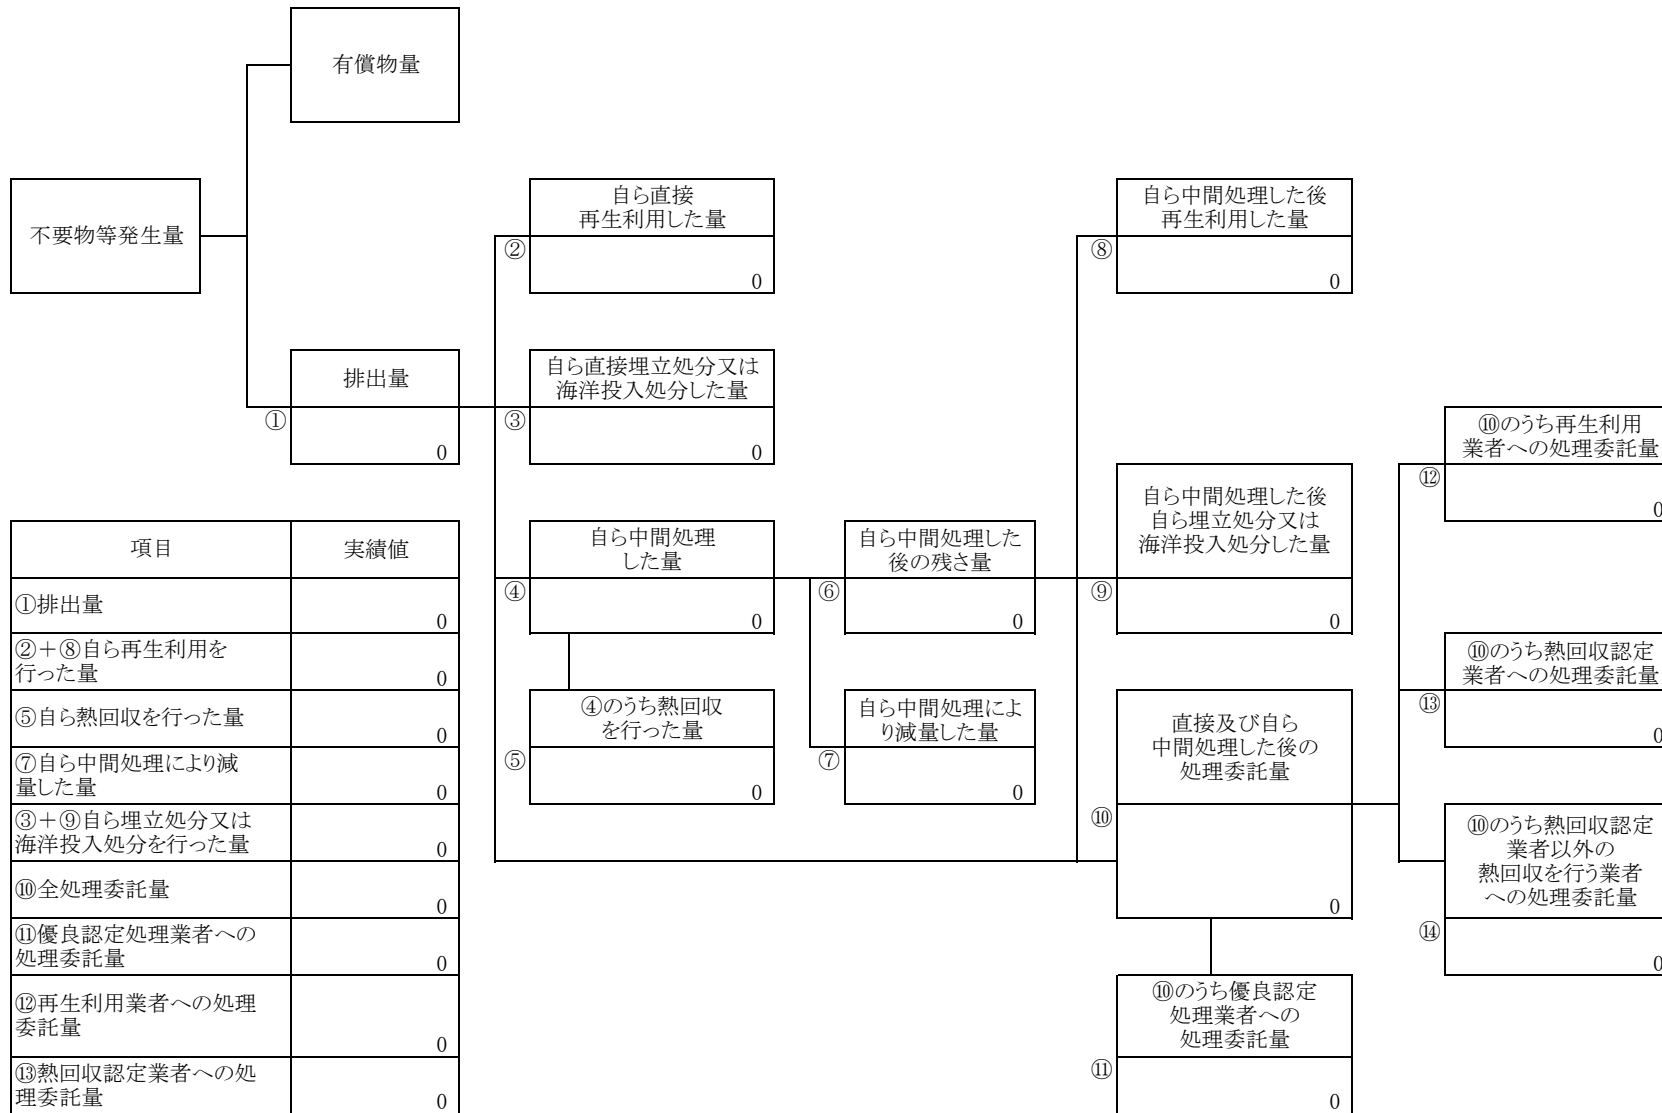 有償物量
不要物等発生量
排出量
①
0
自ら直接
再生利用した量
②
0
自ら直接埋立処分又は
海洋投入処分した量
③
0
自ら中間処理
した量
④
0
④のうち熱回収
を行った量
⑤
0
自ら中間処理した
後の残さ量
⑥
0
自ら中間処理によ
り減量した量
⑦
0
自ら中間処理した後
再生利用した量
⑧
0
自ら中間処理した後
自ら埋立処分又は
海洋投入処分した量
⑨
0
直接及び自ら
中間処理した後の
処理委託量
⑩
0
⑩のうち優良認定
処理業者への
処理委託量
⑪
0
⑩のうち再生利用
業者への処理委託量
⑫
0
⑩のうち熱回収認定
業者への処理委託量
⑬
0
⑩のうち熱回収認定
業者以外の
熱回収を行う業者
への処理委託量
⑭
0
項目 実績値
①排出量
0
②+⑧自ら再生利用を
行った量
0
⑤自ら熱回収を行った量
0
⑦自ら中間処理により減
量した量
0
③+⑨自ら埋立処分又は
海洋投入処分を行った量
0
⑩全処理委託量
0
⑪優良認定処理業者への
処理委託量
0
⑫再生利用業者への処理
委託量
0
⑬熱回収認定業者への処
理委託量
0